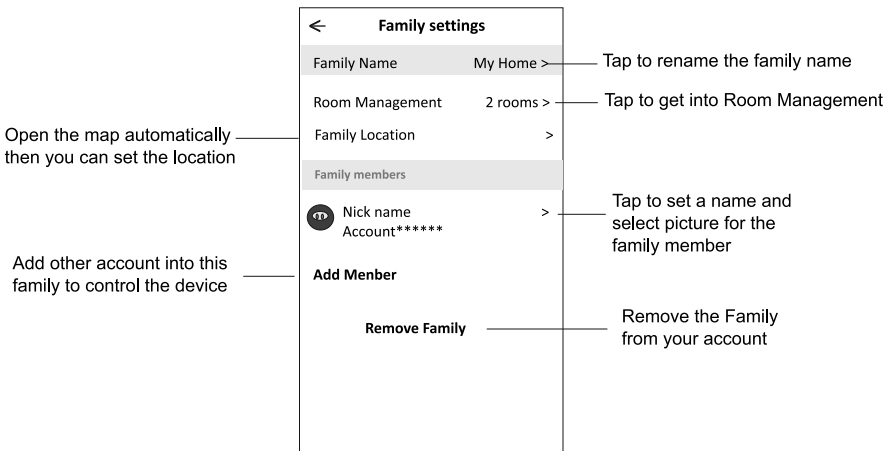 ← Family settings
Family Name My Home >
Tap to rename the family name
Room Management 2 rooms >
Tap to get into Room Management
Open the map automatically
then you can set the location
Family Location >
Family members
Nick name >
Account******
Tap to set a name and
select picture for the
family member
Add other account into this
family to control the device
Add Menber
Remove Family
Remove the Family
from your account